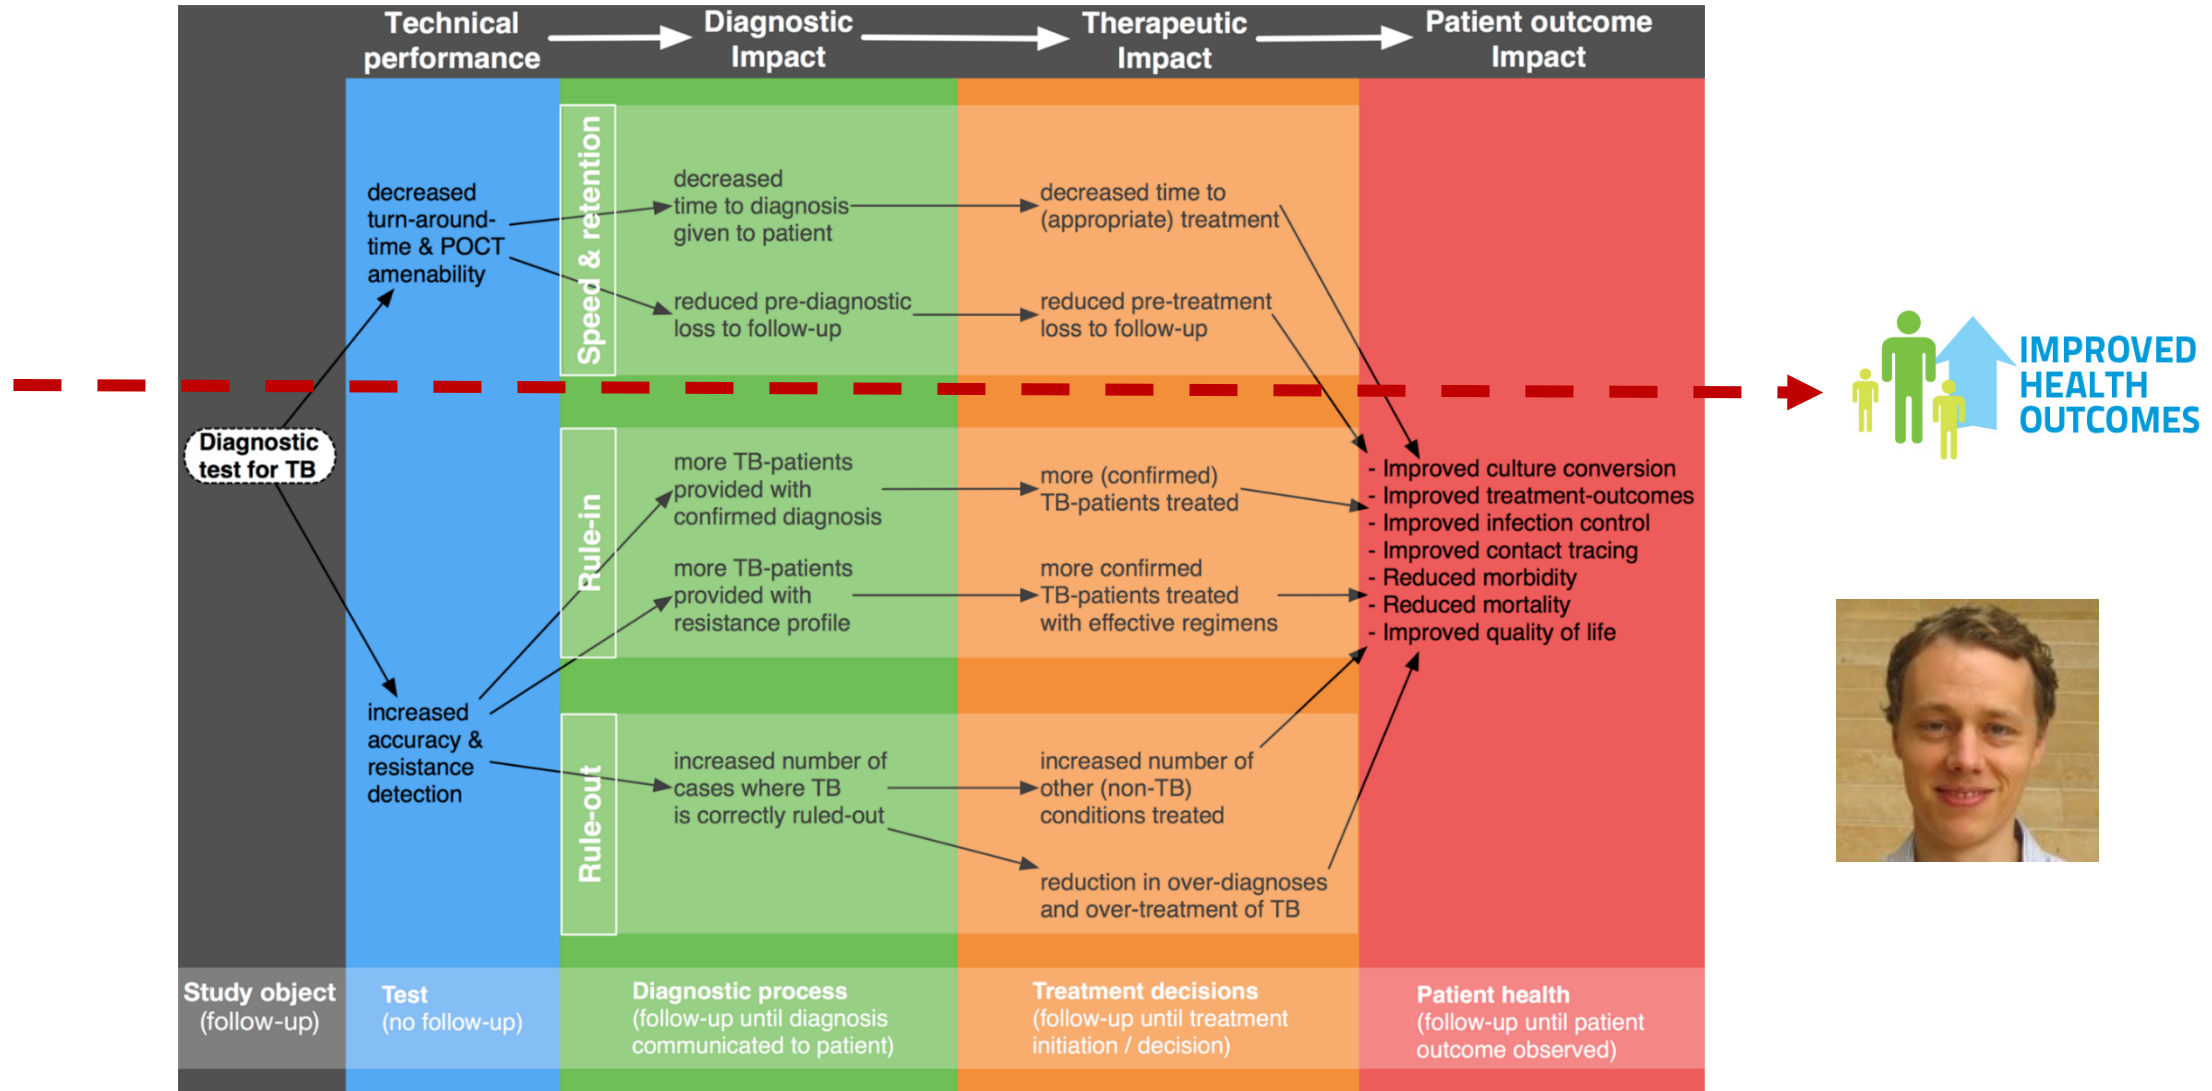 Technical
performance
Diagnostic
Impact
Therapeutic
Impact
Patient outcome
Impact
Speed & retention
decreased
turn-around-
time & POCT
amenability
decreased
time to diagnosis
given to patient
decreased time to
(appropriate) treatment
reduced pre-diagnostic
loss to follow-up
reduced pre-treatment
loss to follow-up
IMPROVED
HEALTH
OUTCOMES
Diagnostic
test for TB
Rule-in
more TB-patients
provided with
confirmed diagnosis
more (confirmed)
TB-patients treated
more TB-patients
provided with
resistance profile
more confirmed
TB-patients treated
with effective regimens
- Improved culture conversion
- Improved treatment-outcomes
- Improved infection control
- Improved contact tracing
- Reduced morbidity
- Reduced mortality
- Improved quality of life
increased
accuracy &
resistance
detection
Rule-out
increased number of
cases where TB
is correctly ruled-out
increased number of
other (non-TB)
conditions treated
reduction in over-diagnoses
and over-treatment of TB
Study object
(follow-up)
Test
(no follow-up)
Diagnostic process
(follow-up until diagnosis
communicated to patient)
Treatment decisions
(follow-up until treatment
initiation / decision)
Patient health
(follow-up until patient
outcome observed)